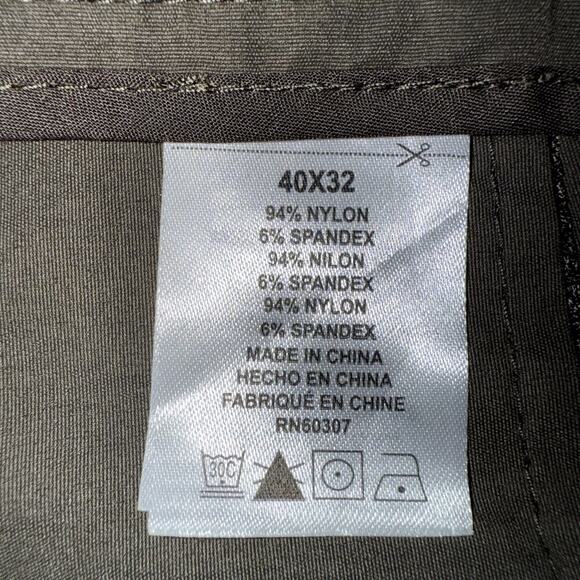 40X32
94% NYLON
6% SPANDEX
94% NILON
6% SPANDEX
94% NYLON
6% SPANDEX
MADE IN CHINA
HECHO EN CHINA
FABRIQUÉ EN CHINE
RN60307
30C